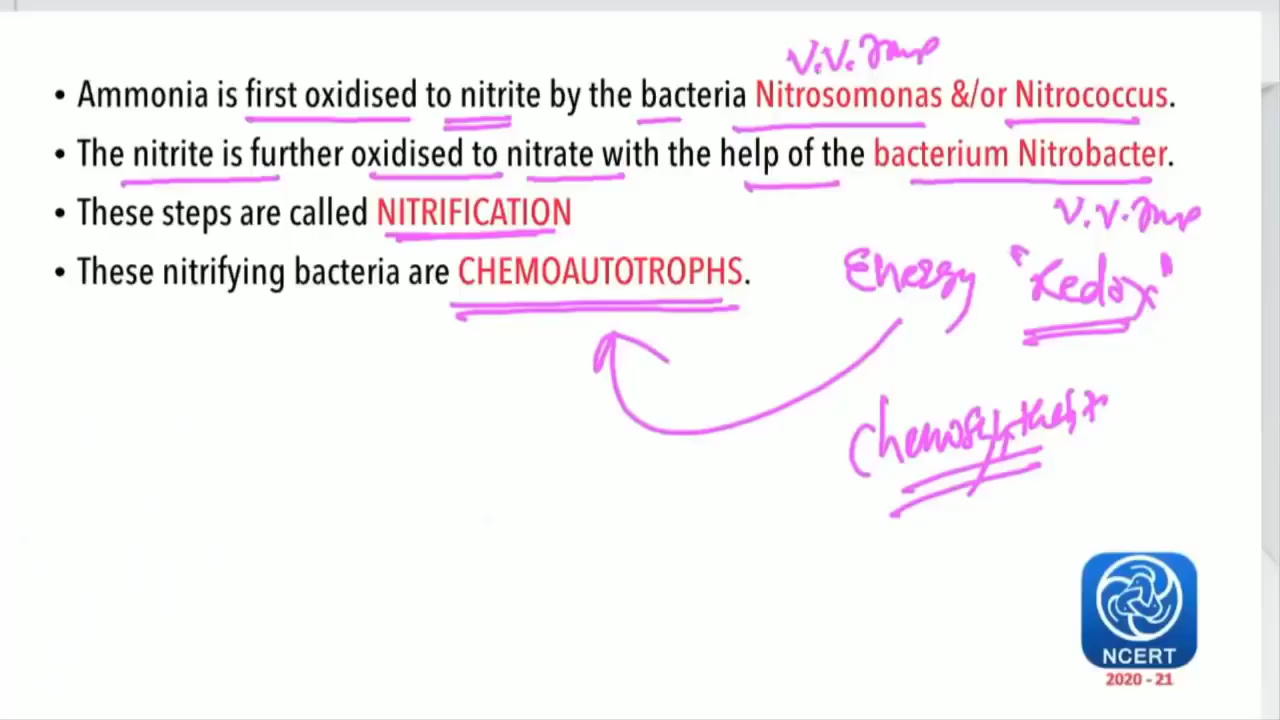 V.V. Imp
• Ammonia is first oxidised to nitrite by the bacteria Nitrosomonas &/or Nitrococcus.
• The nitrite is further oxidised to nitrate with the help of the bacterium Nitrobacter.
V.V. Imp
• These steps are called NITRIFICATION
• These nitrifying bacteria are CHEMOAUTOTROPHS.
Energy "Redox"
Chemosynthesis
NCERT
2020 - 21